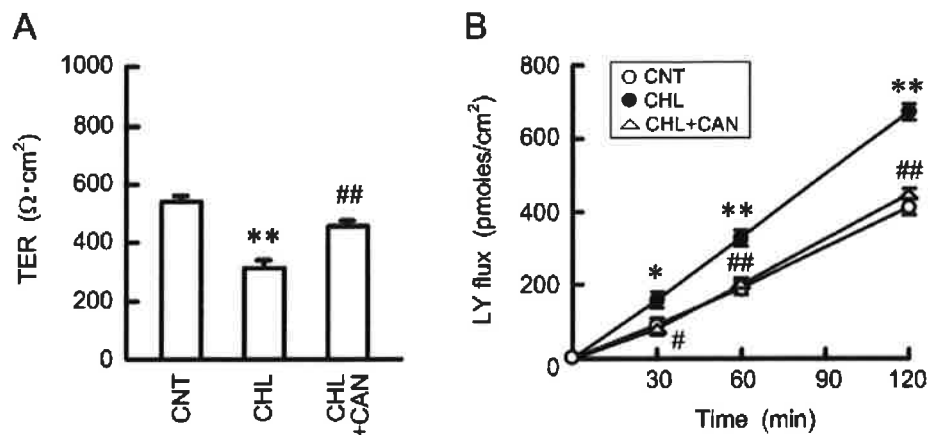 A
TER (Ω·cm²)
1000
800
600
400
200
0
**
##
CNT
CHL
CHL
+CAN
B
LY flux (pmoles/cm²)
800
600
400
200
0
CNT
CHL
CHL+CAN
*
#
**
##
**
##
30
60
90
120
Time (min)